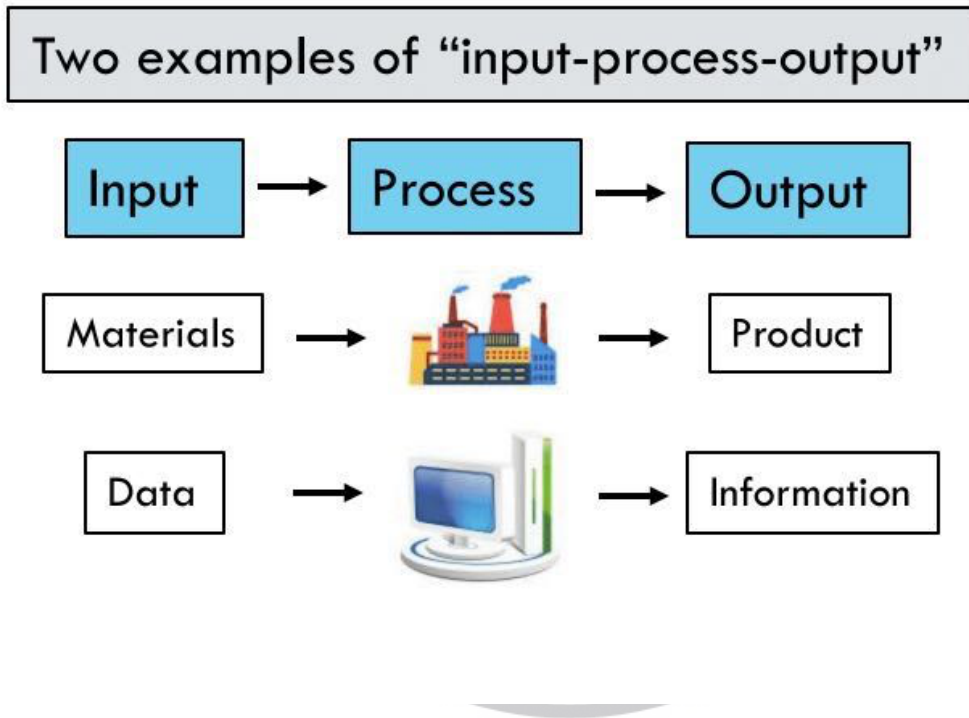 Two examples of “input-process-output”
Input Process Output
Materials Product
Data Information